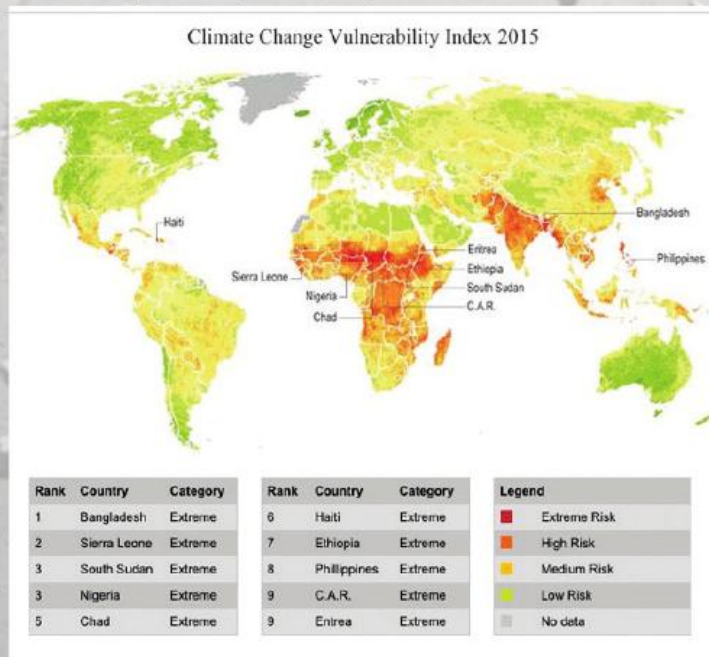 Climate Change Vulnerability Index 2015
Haiti
Bangladesh
Eritrea
Philippines
Sierra Leone
Ethiopia
Nigeria
South Sudan
Chad
C.A.R.
Rank Country Category
1 Bangladesh Extreme
2 Sierra Leone Extreme
3 South Sudan Extreme
3 Nigeria Extreme
5 Chad Extreme
Rank Country Category
6 Haiti Extreme
7 Ethiopia Extreme
8 Phillippines Extreme
9 C.A.R. Extreme
9 Entrea Extreme
Legend
Extreme Risk
High Risk
Medium Risk
Low Risk
No data